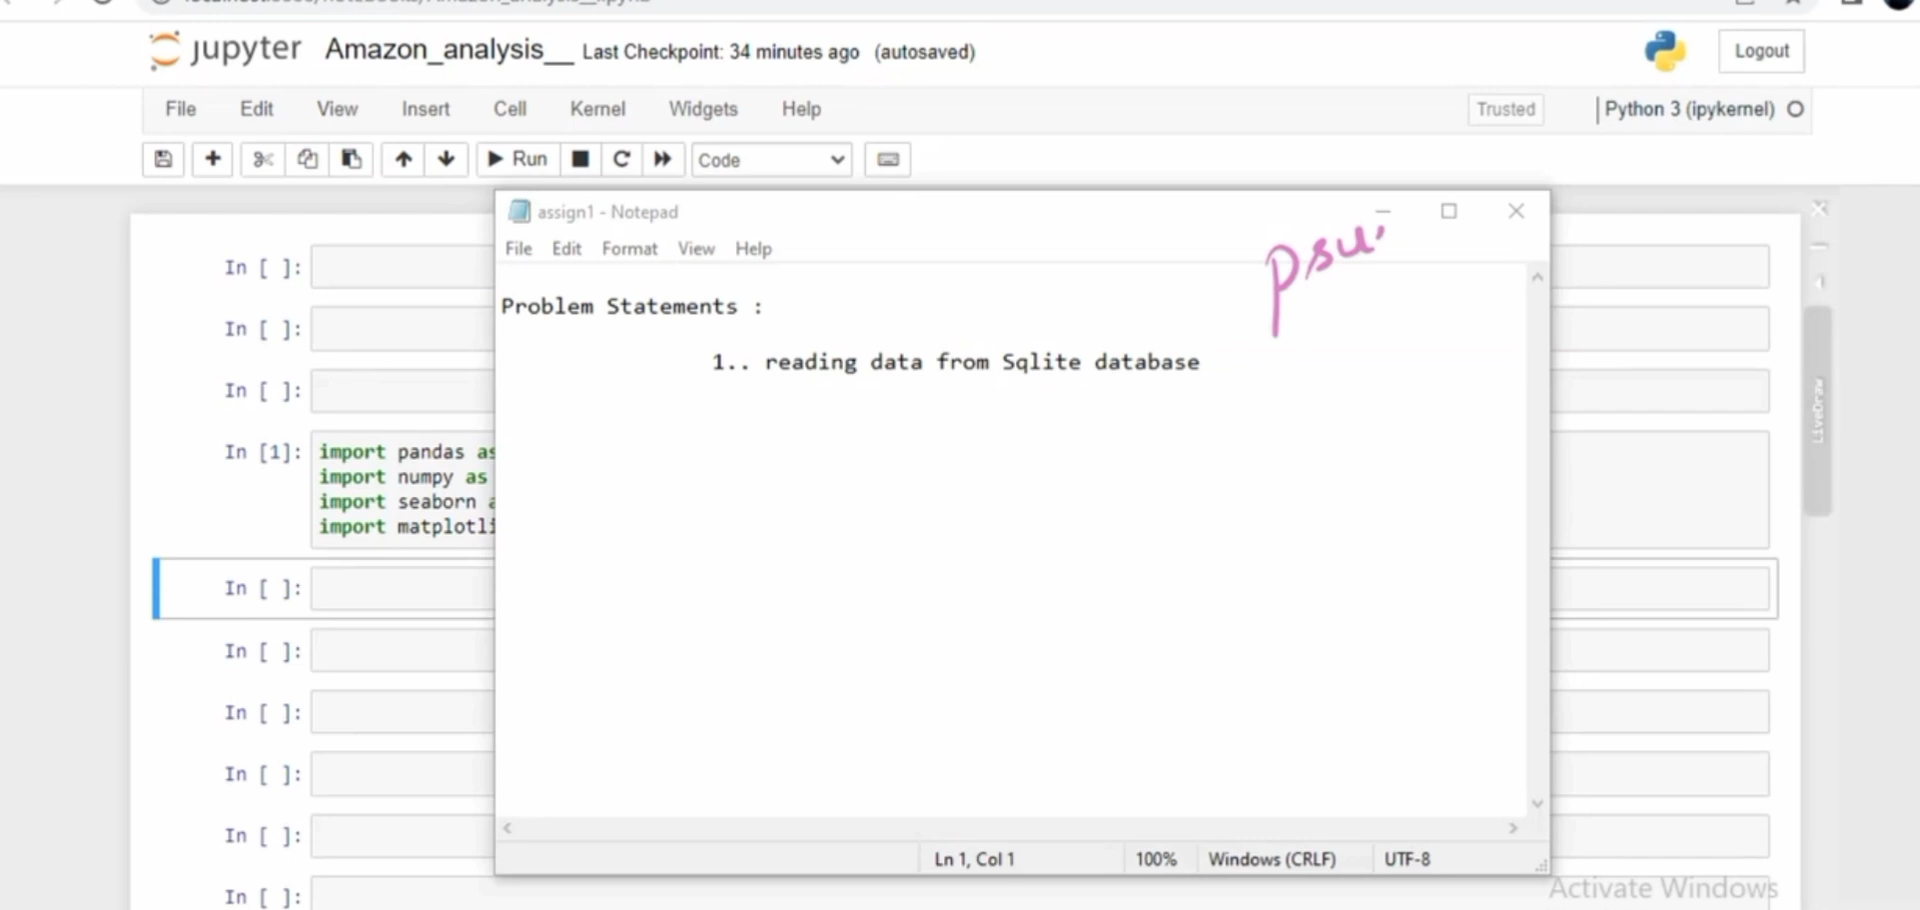 jupyter Amazon_analysis__ Last Checkpoint: 34 minutes ago (autosaved)
Logout
File Edit View Insert Cell Kernel Widgets Help
Trusted
Python 3 (ipykernel)
Run
Code
assign1 - Notepad
File Edit Format View Help
psu
Problem Statements :
1.. reading data from Sqlite database
Ln 1, Col 1
100%
Windows (CRLF)
UTF-8
In [ ]:
In [ ]:
In [ ]:
In [1]:
import pandas as
import numpy as
import seaborn
import
In [ ]:
In [ ]:
In [ ]:
In [ ]:
In [ ]:
In [ ]:
LiveDraw
Activate Windows